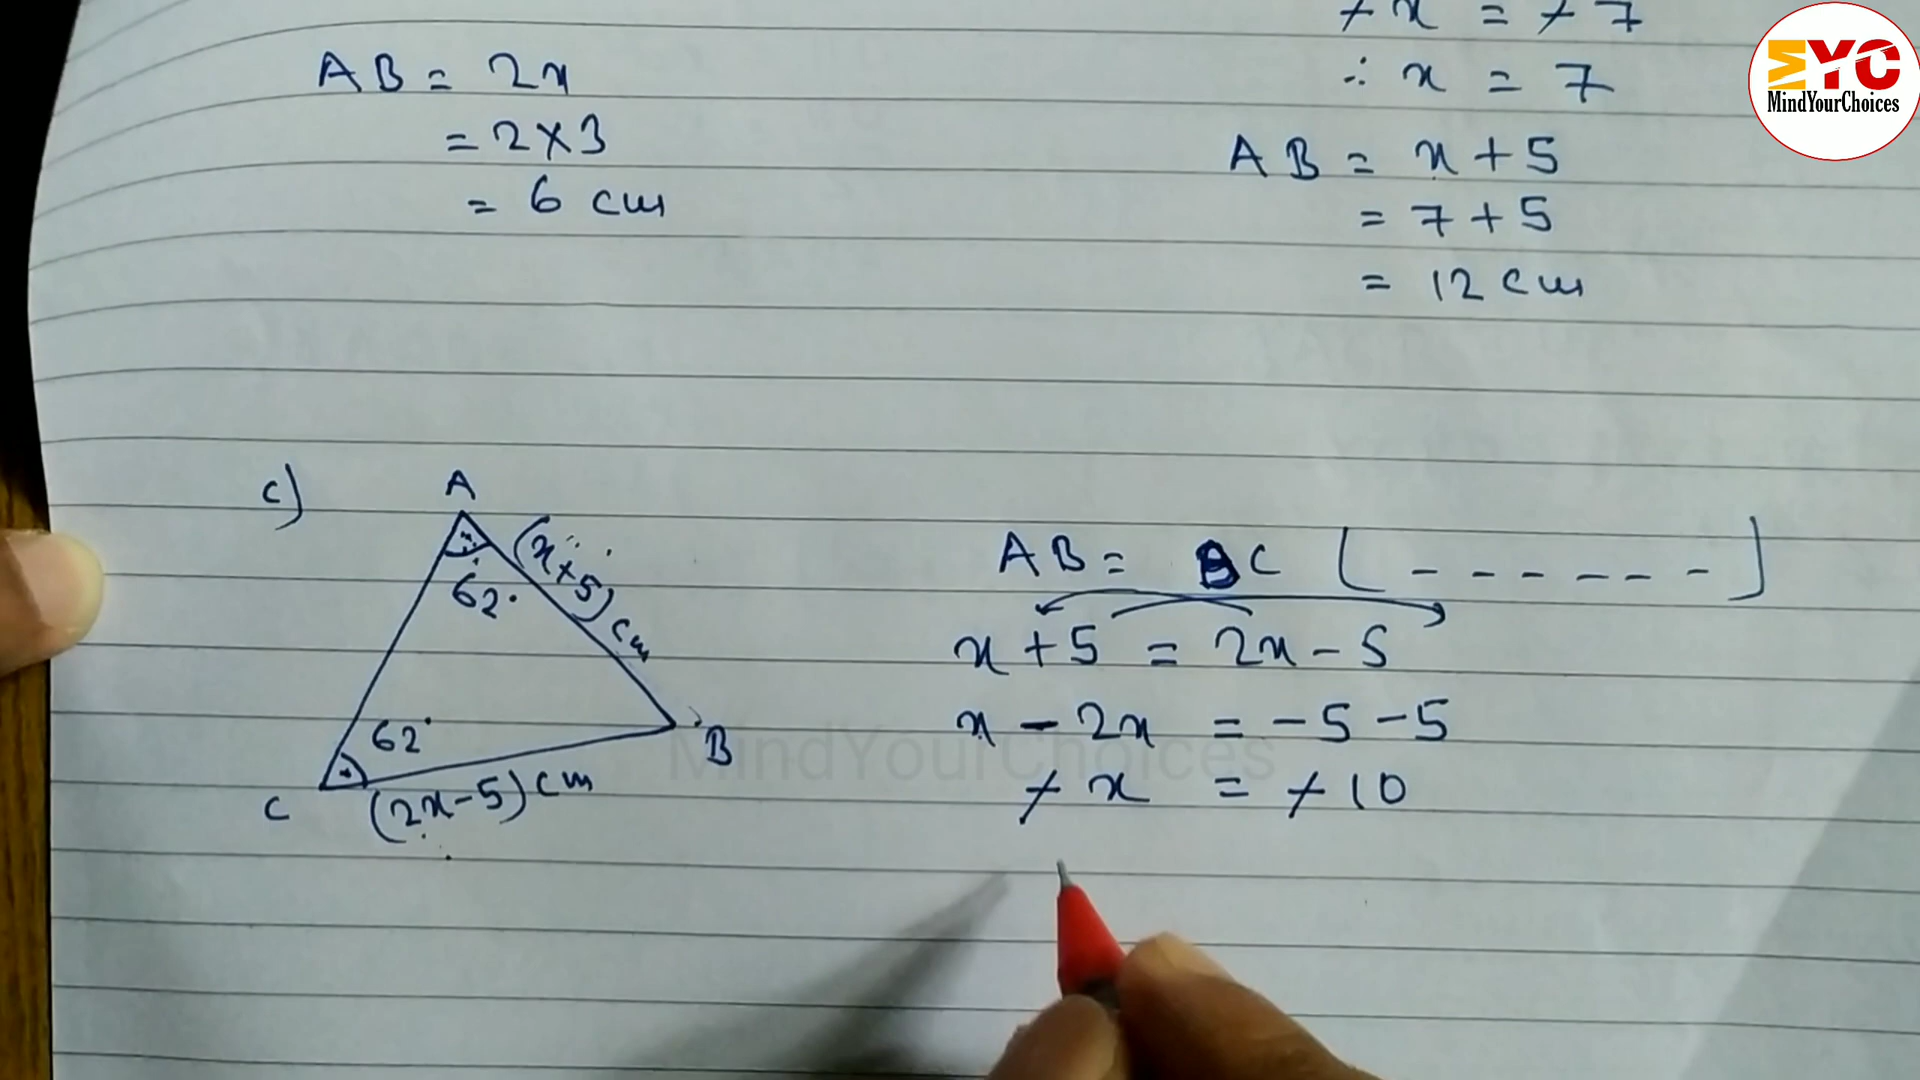 AB = 2x
= 2×3
= 6 cm
-x = -7
∴ x = 7
AB = x+5
= 7+5
= 12 cm
MYC
MindYourChoices
c)
A
62°
(x+5) cm
62°
B
C
(2x-5) cm
AB = BC ( - - - - - - )
x+5 = 2x-5
x - 2x = -5-5
-x = -10
MindYourChoices